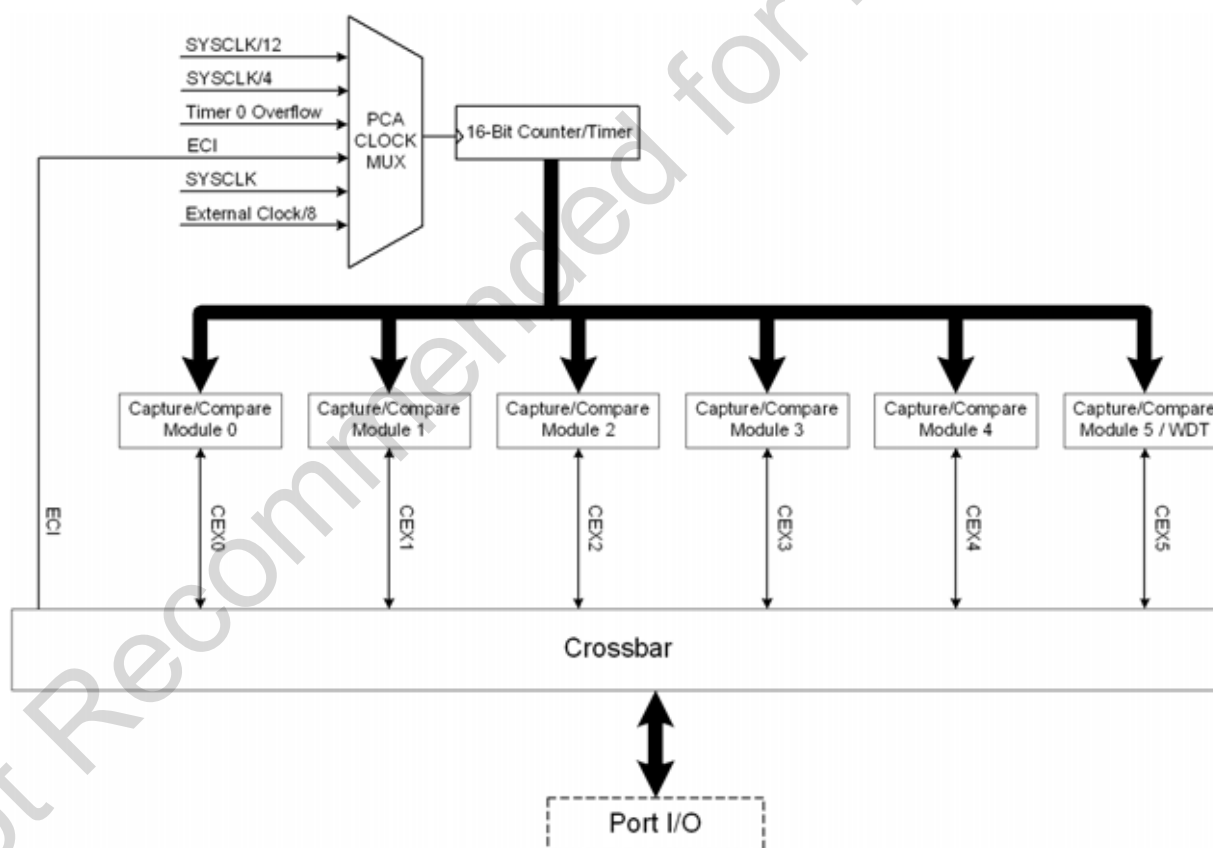 SYSCLK/12
SYSCLK/4
Timer 0 Overflow
ECI
SYSCLK
External Clock/8
PCA
CLOCK
MUX
16-Bit Counter/Timer
Capture/Compare
Module 0
Capture/Compare
Module 1
Capture/Compare
Module 2
Capture/Compare
Module 3
Capture/Compare
Module 4
Capture/Compare
Module 5 / WDT
ECI
CEX0
CEX1
CEX2
CEX3
CEX4
CEX5
Crossbar
Port I/O
Recommended for